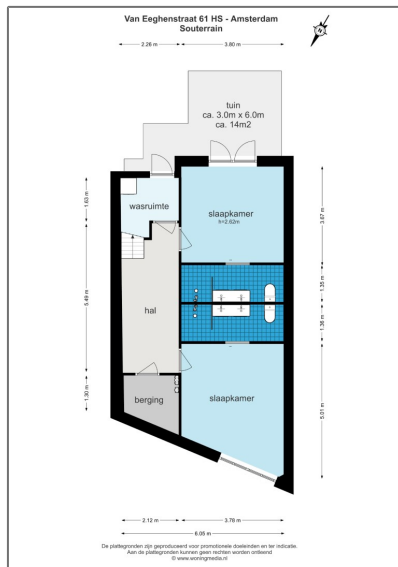 Van Eeghenstraat 61 HS - Amsterdam
Souterrain
2.26 m
3.80 m
N
tuin
ca. 3.0m x 6.0m
ca. 14m2
1.63 m
wasruimte
slaapkamer
h=2.62m
3.67 m
5.49 m
hal
1.35 m
1.36 m
1.30 m
berging
slaapkamer
5.01 m
2.12 m
3.78 m
6.05 m
De plattegronden zijn geproduceerd voor promotionele doeleinden en ter indicatie.
Aan de plattegronden kunnen geen rechten worden ontleend
© www.woningmedia.nl